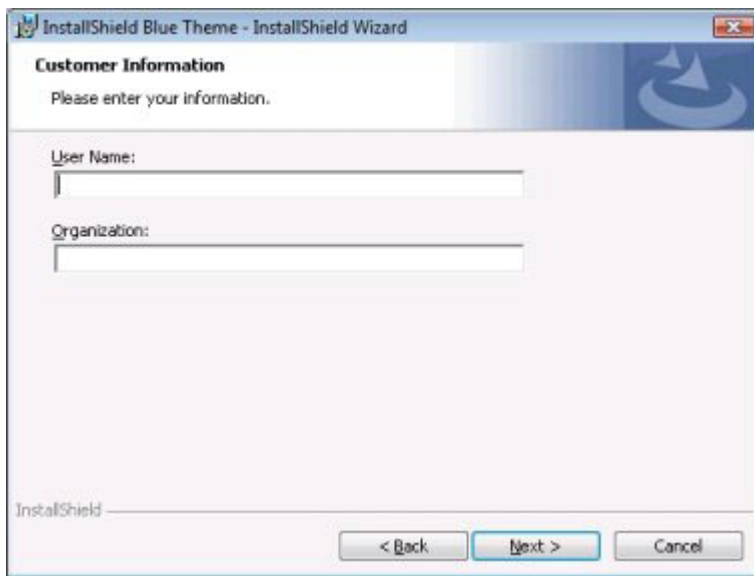 InstallShield Blue Theme - InstallShield Wizard
Customer Information
Please enter your information.
User Name:
Organization:
InstallShield
< Back Next > Cancel